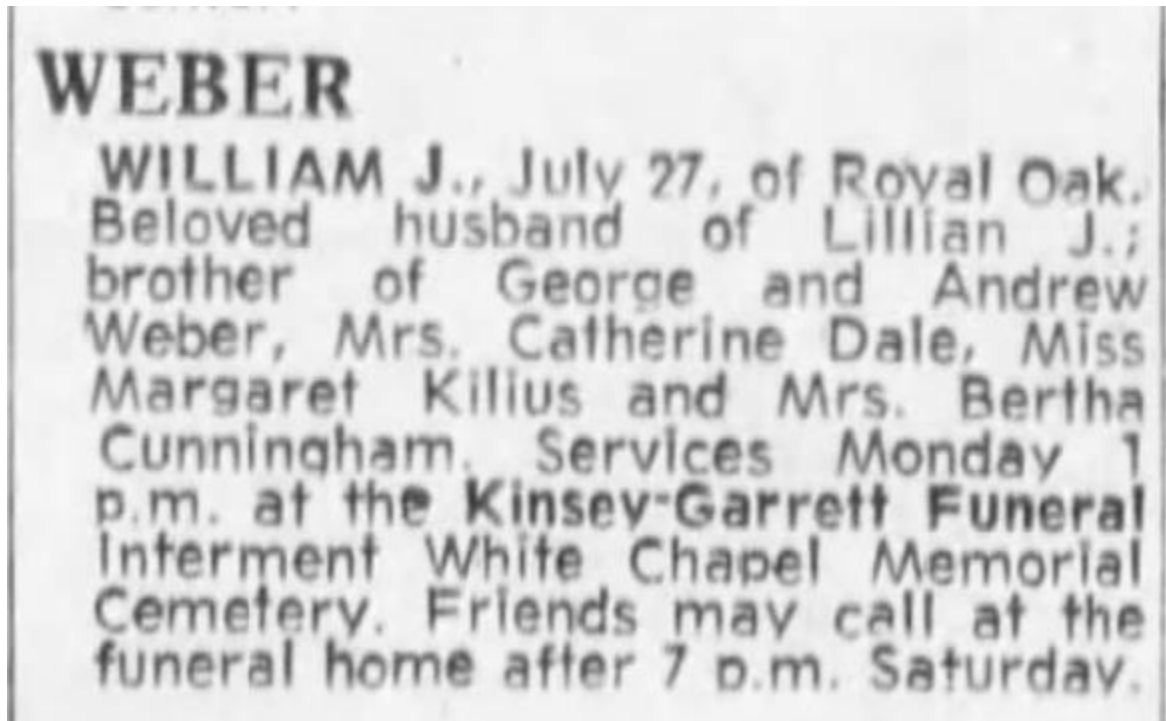 WEBER
WILLIAM J., July 27, of Royal Oak.
Beloved husband of Lillian J.;
brother of George and Andrew
Weber, Mrs. Catherine Dale, Miss
Margaret Kilius and Mrs. Bertha
Cunningham. Services Monday 1
p.m. at the Kinsey-Garrett Funeral
Interment White Chapel Memorial
Cemetery. Friends may call at the
funeral home after 7 p.m. Saturday.